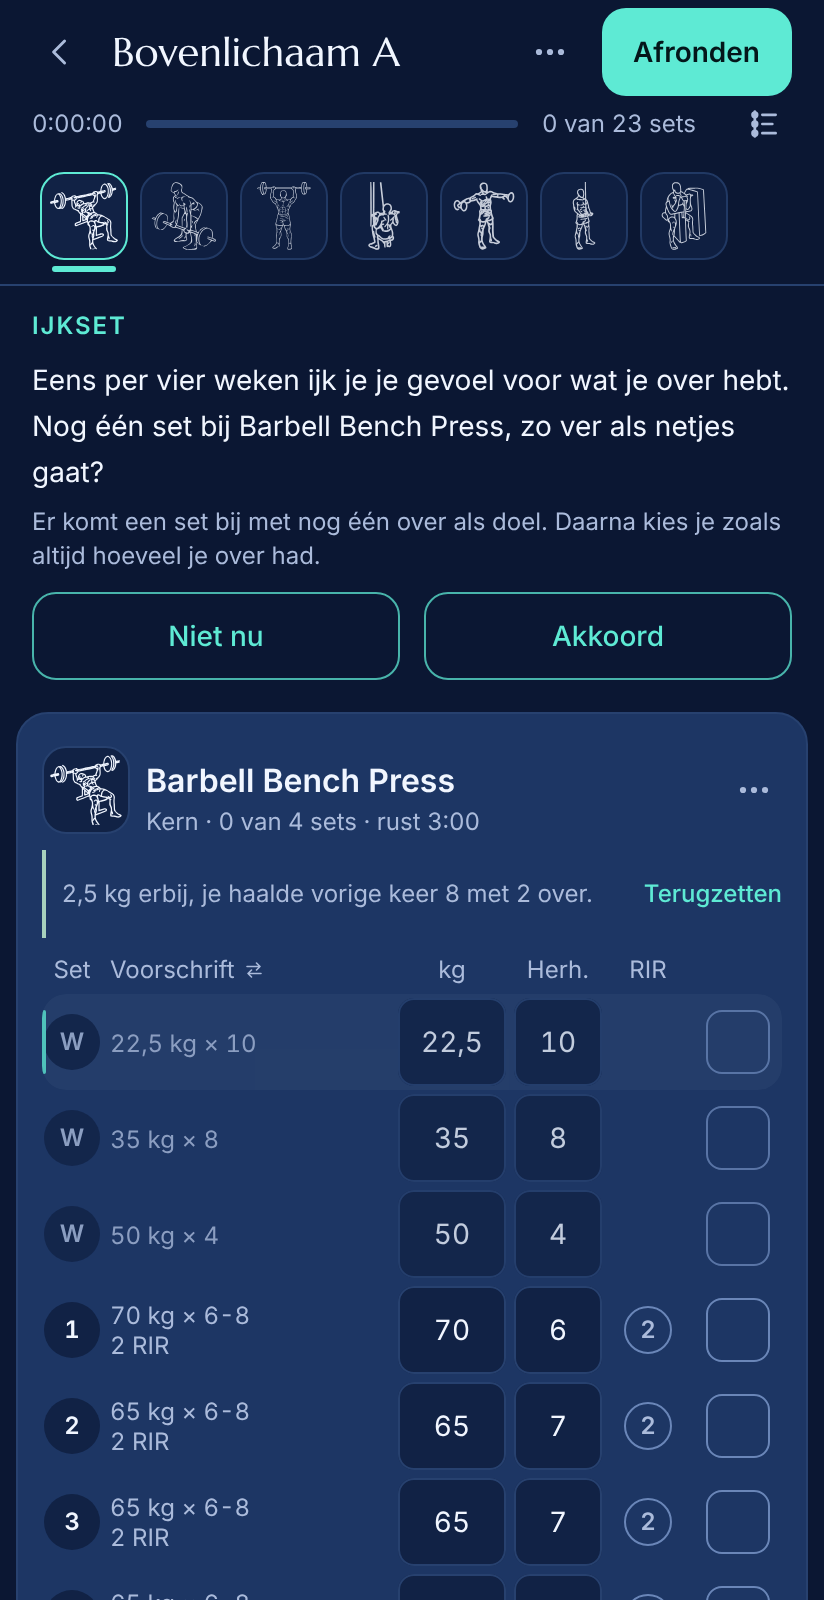 Bovenlichaam A
Afronden
0:00:00
0 van 23 sets
IJKSET
Eens per vier weken ijk je je gevoel voor wat je over hebt.
Nog één set bij Barbell Bench Press, zo ver als netjes
gaat?
Er komt een set bij met nog één over als doel. Daarna kies je zoals
altijd hoeveel je over had.
Niet nu
Akkoord
Barbell Bench Press
Kern · 0 van 4 sets · rust 3:00
2,5 kg erbij, je haalde vorige keer 8 met 2 over.
Terugzetten
Set Voorschrift ⇄ kg Herh. RIR
W 22,5 kg × 10 22,5 10
W 35 kg × 8 35 8
W 50 kg × 4 50 4
1 70 kg × 6-8 70 6 2
2 RIR
2 65 kg × 6-8 65 7 2
2 RIR
3 65 kg × 6-8 65 7 2
2 RIR
65 kg × 6-8